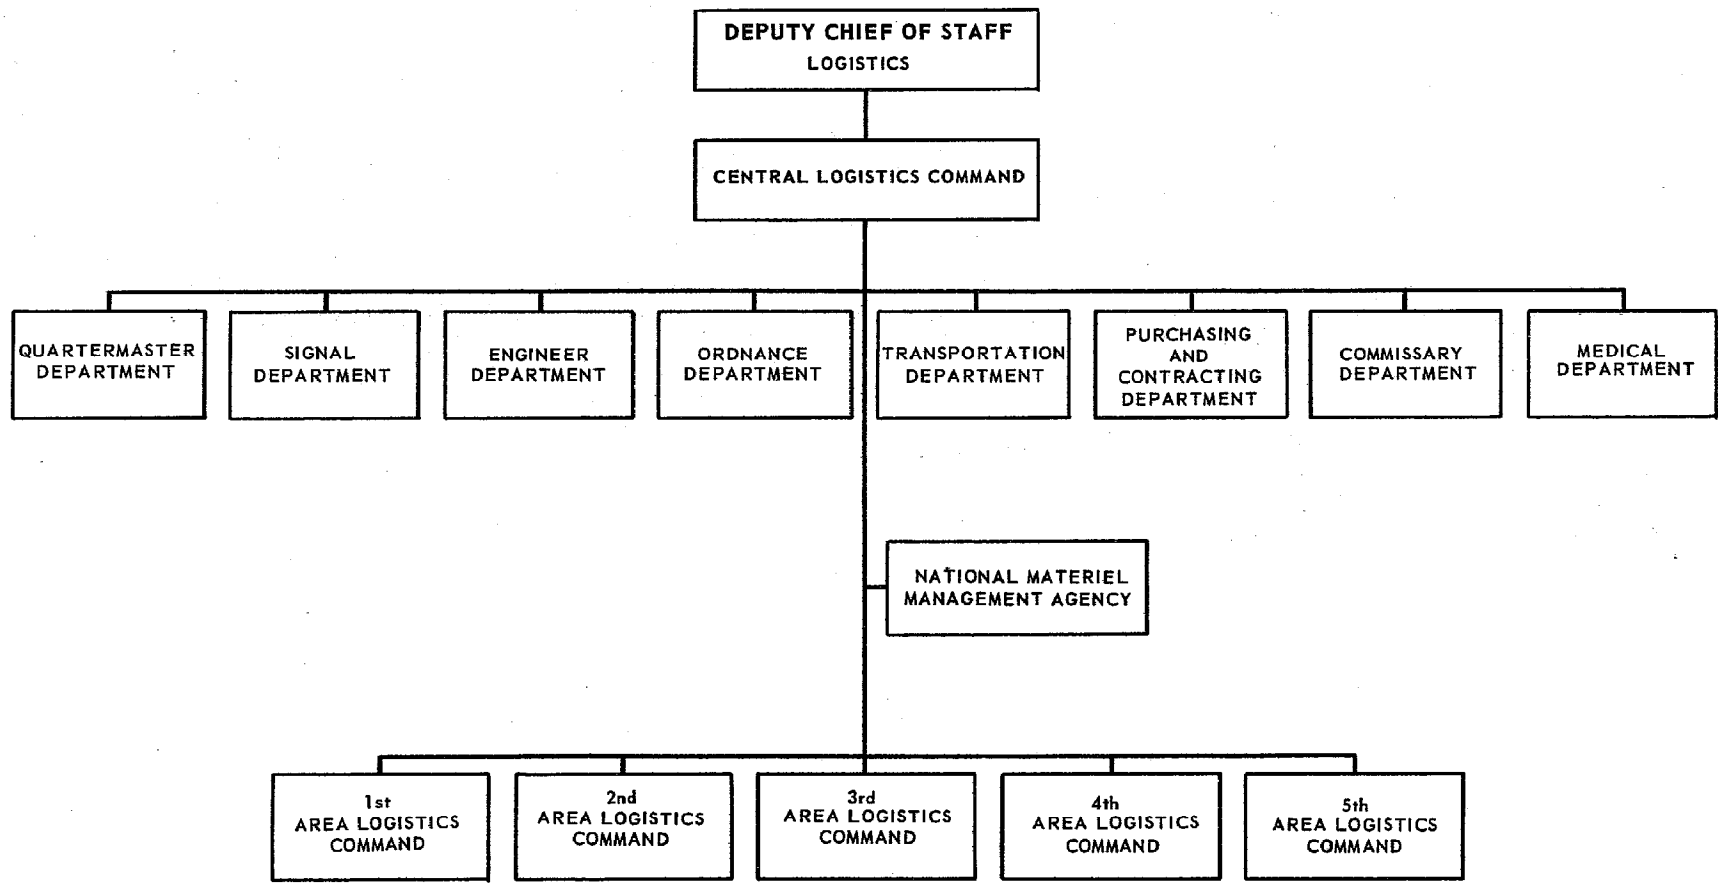 DEPUTY CHIEF OF STAFF
LOGISTICS
CENTRAL LOGISTICS COMMAND
QUARTERMASTER
DEPARTMENT
SIGNAL
DEPARTMENT
ENGINEER
DEPARTMENT
ORDNANCE
DEPARTMENT
TRANSPORTATION
DEPARTMENT
PURCHASING
AND
CONTRACTING
DEPARTMENT
COMMISSARY
DEPARTMENT
MEDICAL
DEPARTMENT
NATIONAL MATERIEL
MANAGEMENT AGENCY
1st
AREA LOGISTICS
COMMAND
2nd
AREA LOGISTICS
COMMAND
3rd
AREA LOGISTICS
COMMAND
4th
AREA LOGISTICS
COMMAND
5th
AREA LOGISTICS
COMMAND